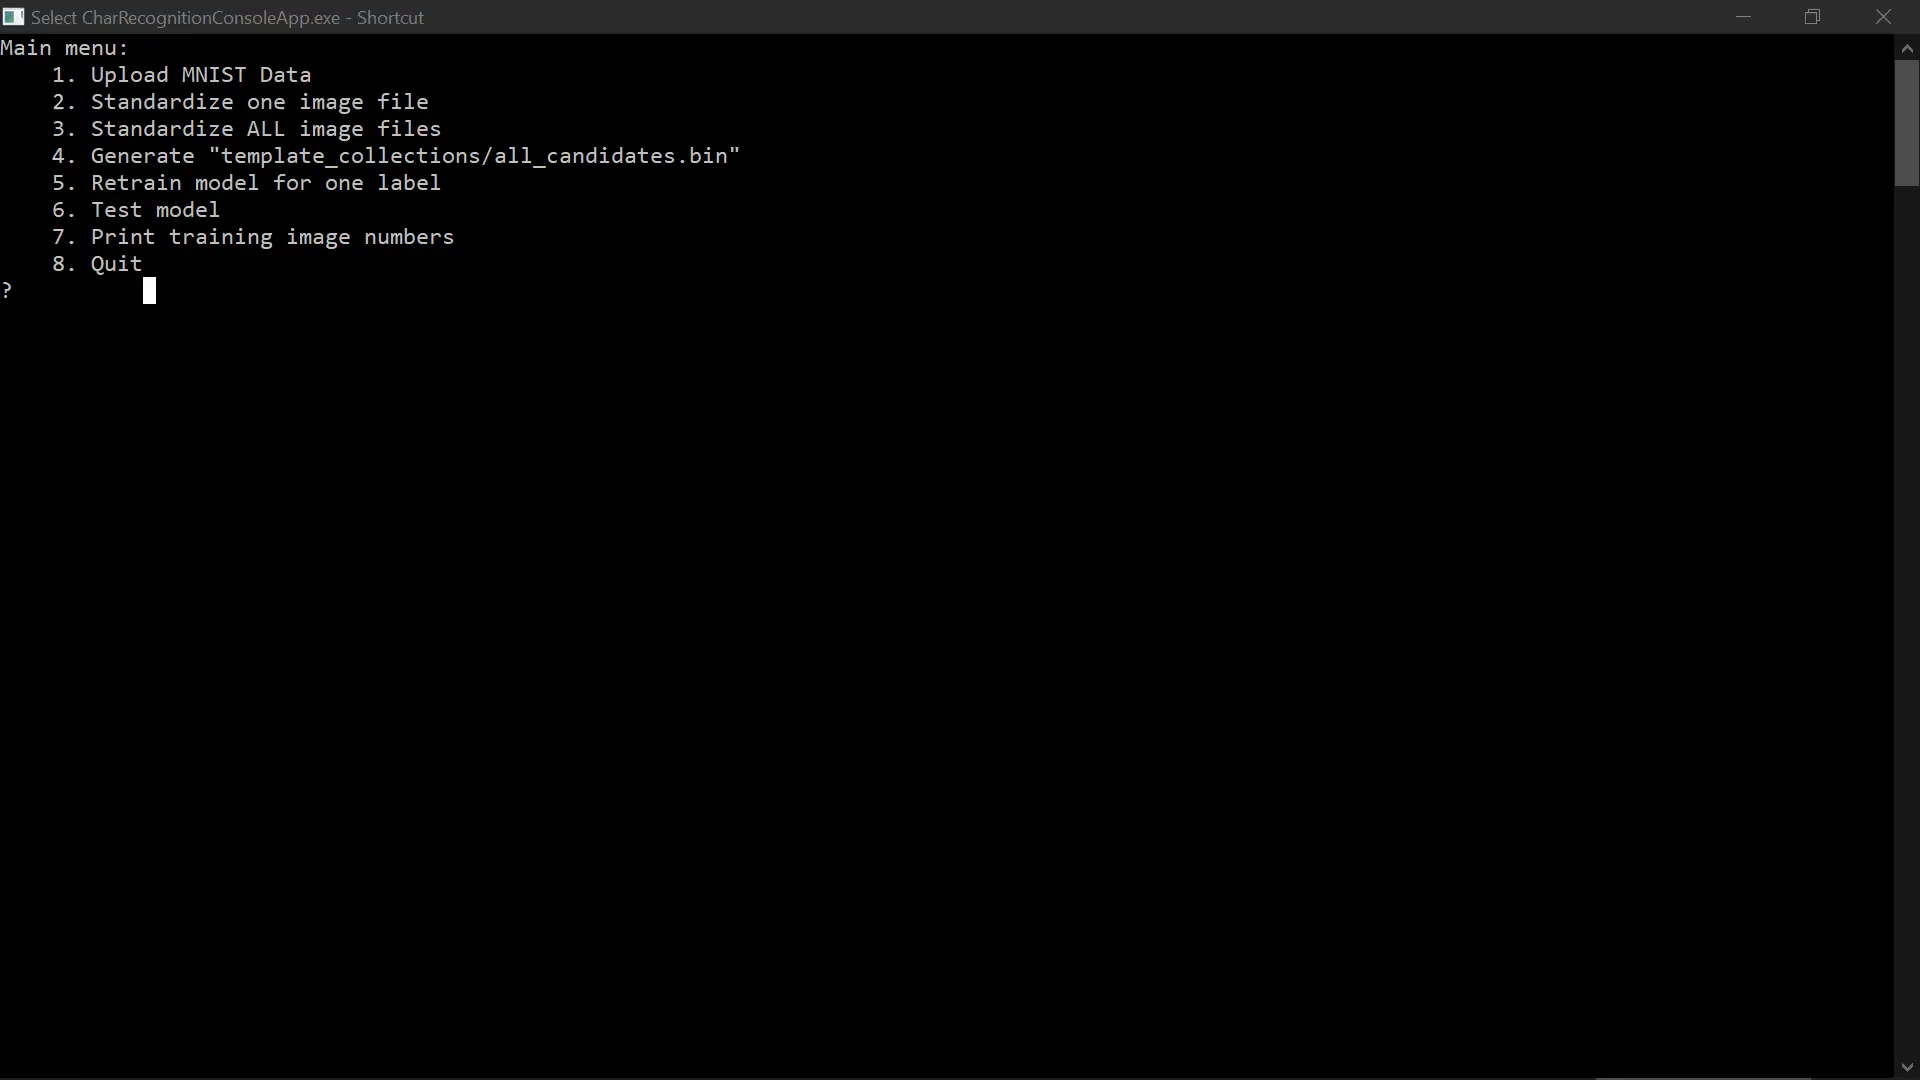 Select CharRecognitionConsoleApp.exe - Shortcut
Main menu:
1. Upload MNIST Data
2. Standardize one image file
3. Standardize ALL image files
4. Generate "template_collections/all_candidates.bin"
5. Retrain model for one label
6. Test model
7. Print training image numbers
8. Quit
?